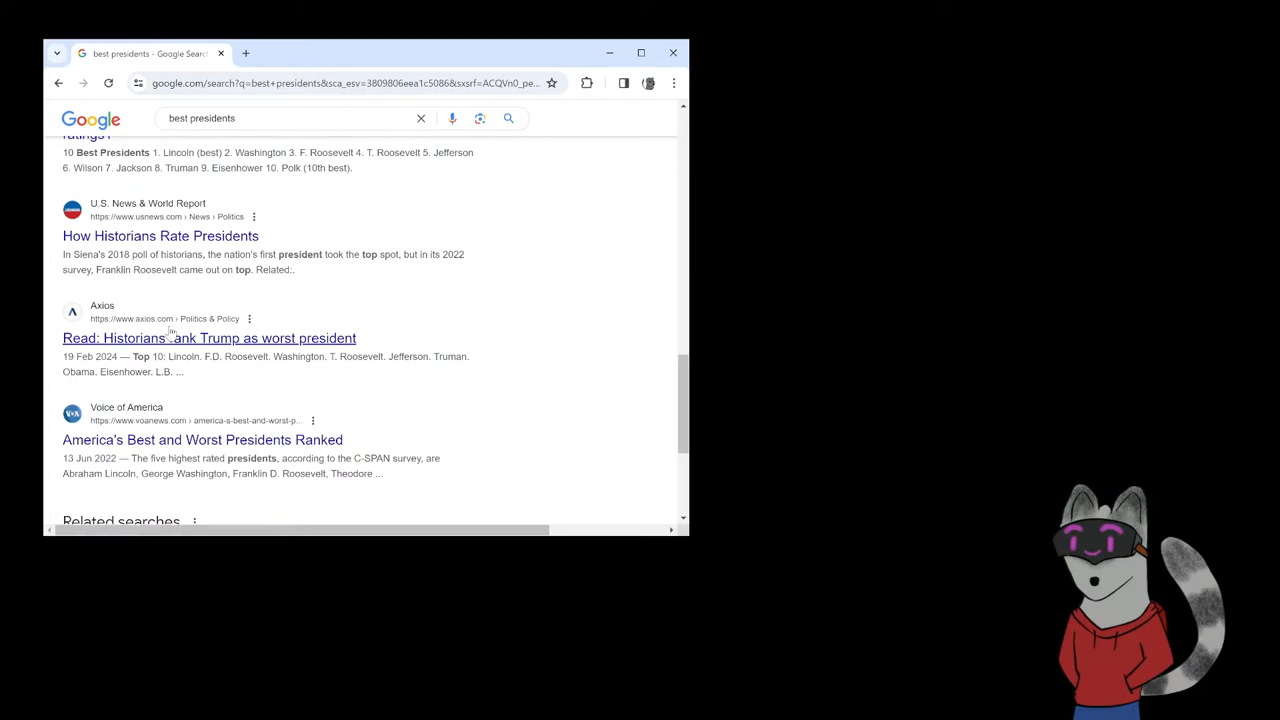 best presidents - Google Searc
google.com/search?q=best+presidents&sca_esv=3809806eea1c5086&sxsrf=ACQVn0_pe...
Google
best presidents
ratings?
10 Best Presidents 1. Lincoln (best) 2. Washington 3. F. Roosevelt 4. T. Roosevelt 5. Jefferson
6. Wilson 7. Jackson 8. Truman 9. Eisenhower 10. Polk (10th best).
U.S. News & World Report
https://www.usnews.com › News › Politics
How Historians Rate Presidents
In Siena's 2018 poll of historians, the nation's first president took the top spot, but in its 2022
survey, Franklin Roosevelt came out on top. Related:.
Axios
https://www.axios.com › Politics & Policy
Read: Historians ank Trump as worst president
19 Feb 2024 — Top 10: Lincoln. F.D. Roosevelt. Washington. T. Roosevelt. Jefferson. Truman.
Obama. Eisenhower. L.B. ...
Voice of America
VOA
https://www.voanews.com › america-s-best-and-worst-p...
America's Best and Worst Presidents Ranked
13 Jun 2022 — The five highest rated presidents, according to the C-SPAN survey, are
Abraham Lincoln, George Washington, Franklin D. Roosevelt, Theodore ...
Related searches